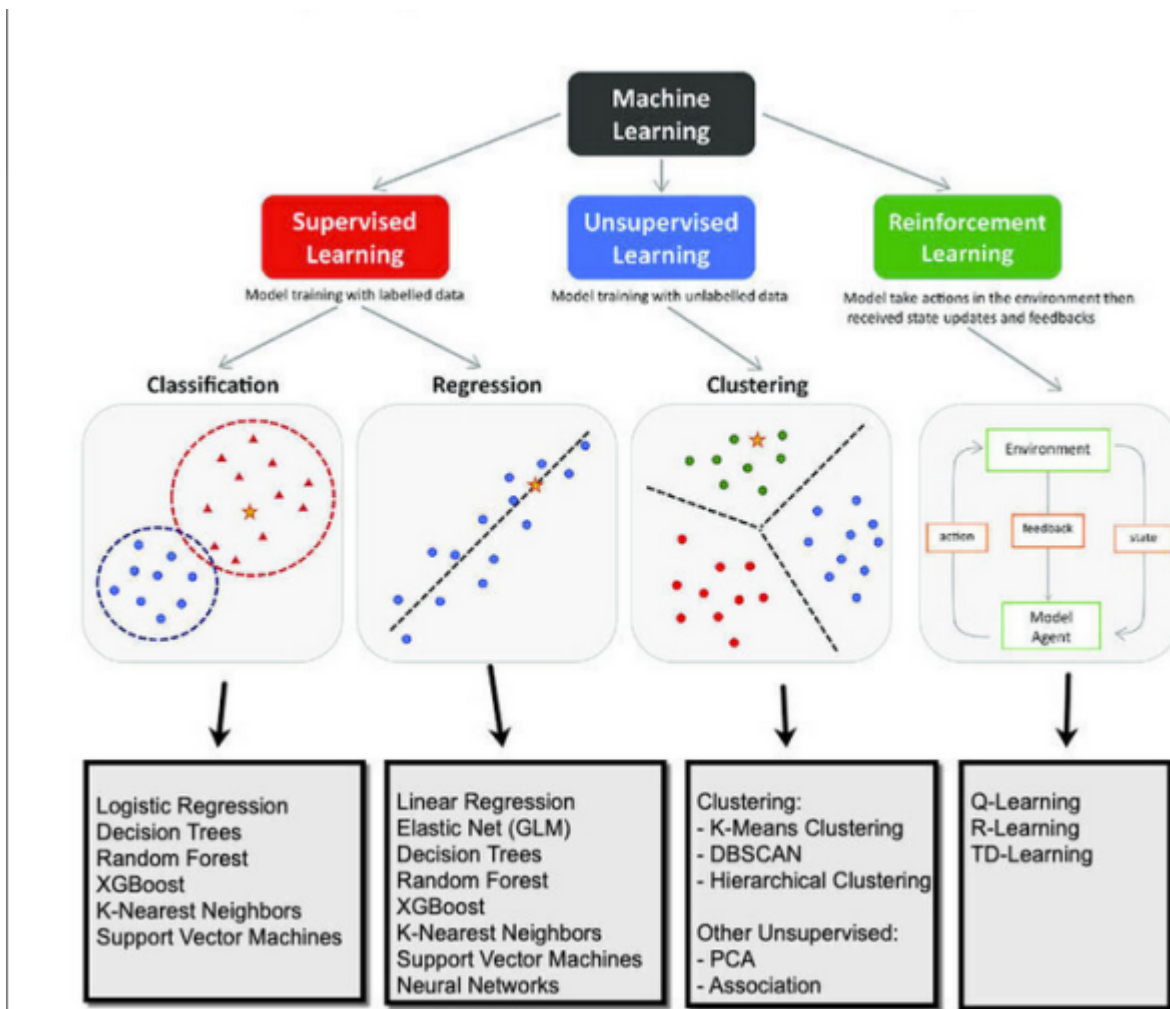 Machine
Learning
Supervised
Learning
Unsupervised
Learning
Reinforcement
Learning
Model training with labelled data
Model training with unlabelled data
Model take actions in the environment then
received state updates and feedbacks
Classification
Regression
Clustering
Environment
action
feedback
state
Model
Agent
Logistic Regression
Decision Trees
Random Forest
XGBoost
K-Nearest Neighbors
Support Vector Machines
Linear Regression
Elastic Net (GLM)
Decision Trees
Random Forest
XGBoost
K-Nearest Neighbors
Support Vector Machines
Neural Networks
Clustering:
- K-Means Clustering
- DBSCAN
- Hierarchical Clustering
Other Unsupervised:
- PCA
- Association
Q-Learning
R-Learning
TD-Learning